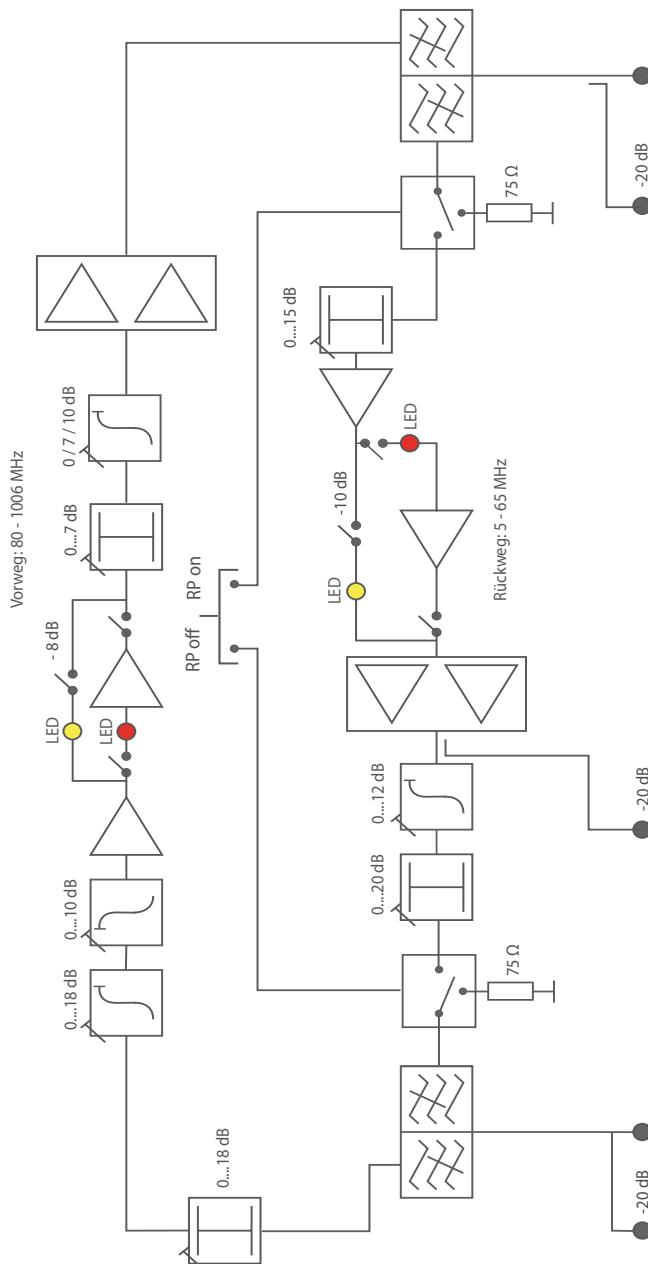 Vorweg: 80 - 1006 MHz
0....18 dB
0....18 dB
0....10 dB
LED
LED
- 8 dB
0....7 dB
0 / 7 / 10 dB
RP off
RP on
Rückweg: 5 - 65 MHz
LED
-10 dB
LED
0....15 dB
75 Ω
0....20 dB
0....12 dB
75 Ω
-20 dB
-20 dB
-20 dB